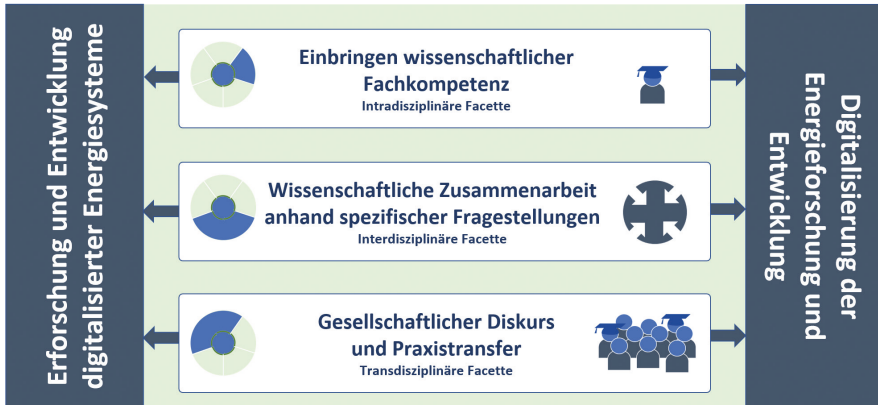 Erforschung und Entwicklung
digitalisierter Energiesysteme
Einbringen wissenschaftlicher
Fachkompetenz
Intradisziplinäre Facette
Wissenschaftliche Zusammenarbeit
anhand spezifischer Fragestellungen
Interdisziplinäre Facette
Gesellschaftlicher Diskurs
und Praxistransfer
Transdisziplinäre Facette
Digitalisierung der
Energieforschung und
Entwicklung